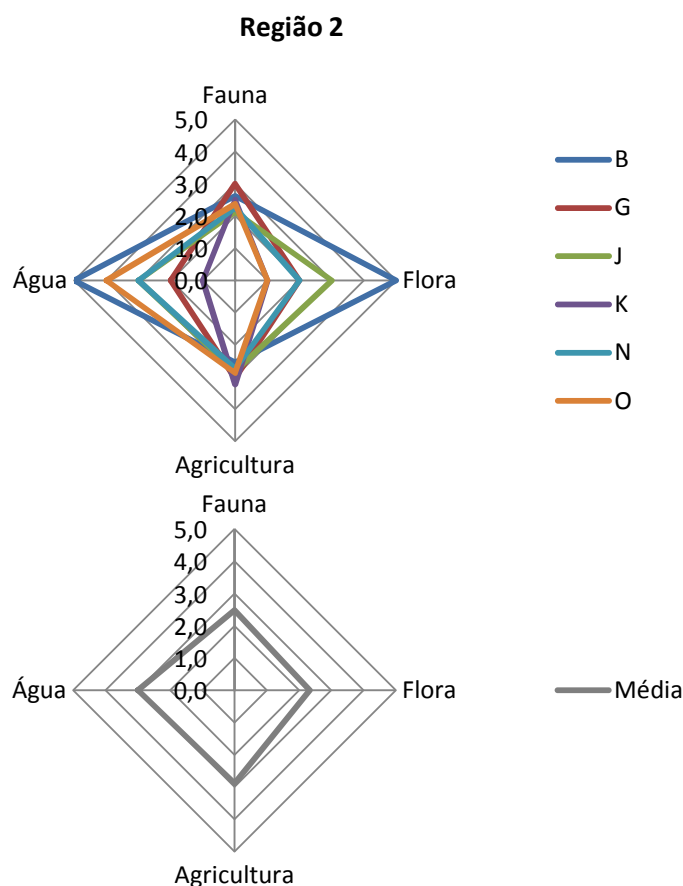 Região 2
Fauna
5,0
4,0
3,0
2,0
1,0
0,0
Água
Flora
Agricultura
B
G
J
K
N
O
Fauna
5,0
4,0
3,0
2,0
1,0
0,0
Água
Flora
Agricultura
Média